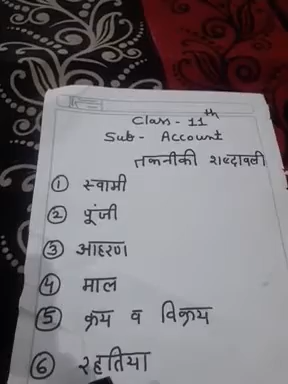 Class - 11th
Sub - Account
तकनीकी शब्दावली
① स्वामी
② पूंजी
③ आहरण
④ माल
⑤ क्रय व विक्रय
⑥ रहतिया